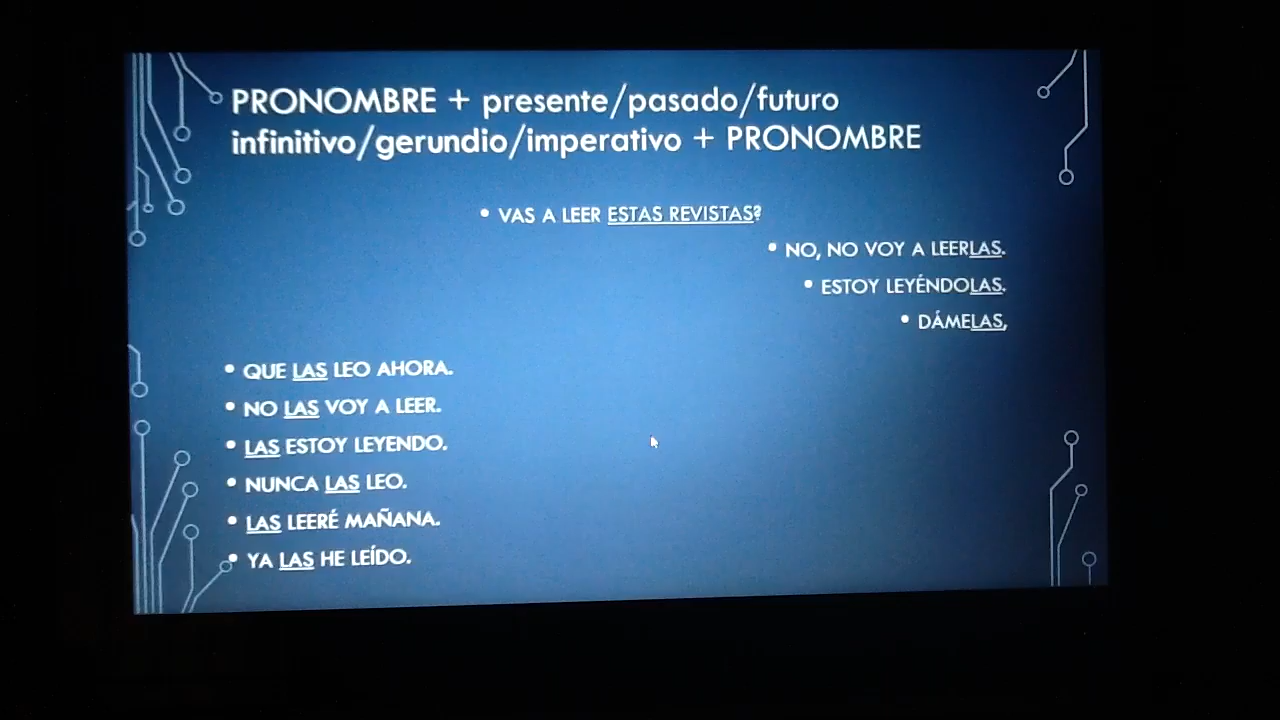 PRONOMBRE + presente/pasado/futuro
infinitivo/gerundio/imperativo + PRONOMBRE
• VAS A LEER ESTAS REVISTAS?
• NO, NO VOY A LEERLAS.
• ESTOY LEYÉNDOLAS.
• DÁMELAS,
• QUE LAS LEO AHORA.
• NO LAS VOY A LEER.
• LAS ESTOY LEYENDO.
• NUNCA LAS LEO.
• LAS LEERÉ MAÑANA.
• YA LAS HE LEÍDO.